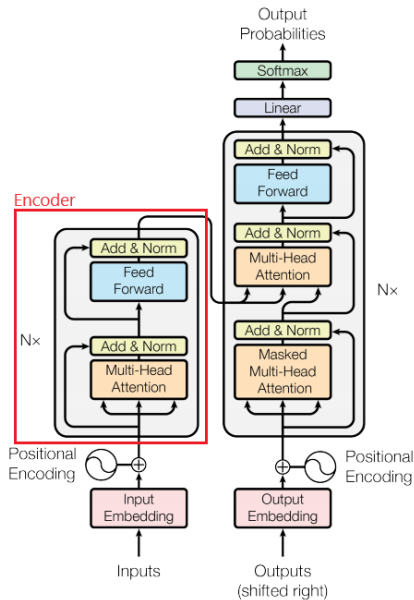 Output
Probabilities
Softmax
Linear
Add & Norm
Feed
Forward
Add & Norm
Multi-Head
Attention
Nx
Add & Norm
Masked
Multi-Head
Attention
Encoder
Add & Norm
Feed
Forward
Nx
Add & Norm
Multi-Head
Attention
Positional
Encoding
Positional
Encoding
Input
Embedding
Output
Embedding
Inputs
Outputs
(shifted right)